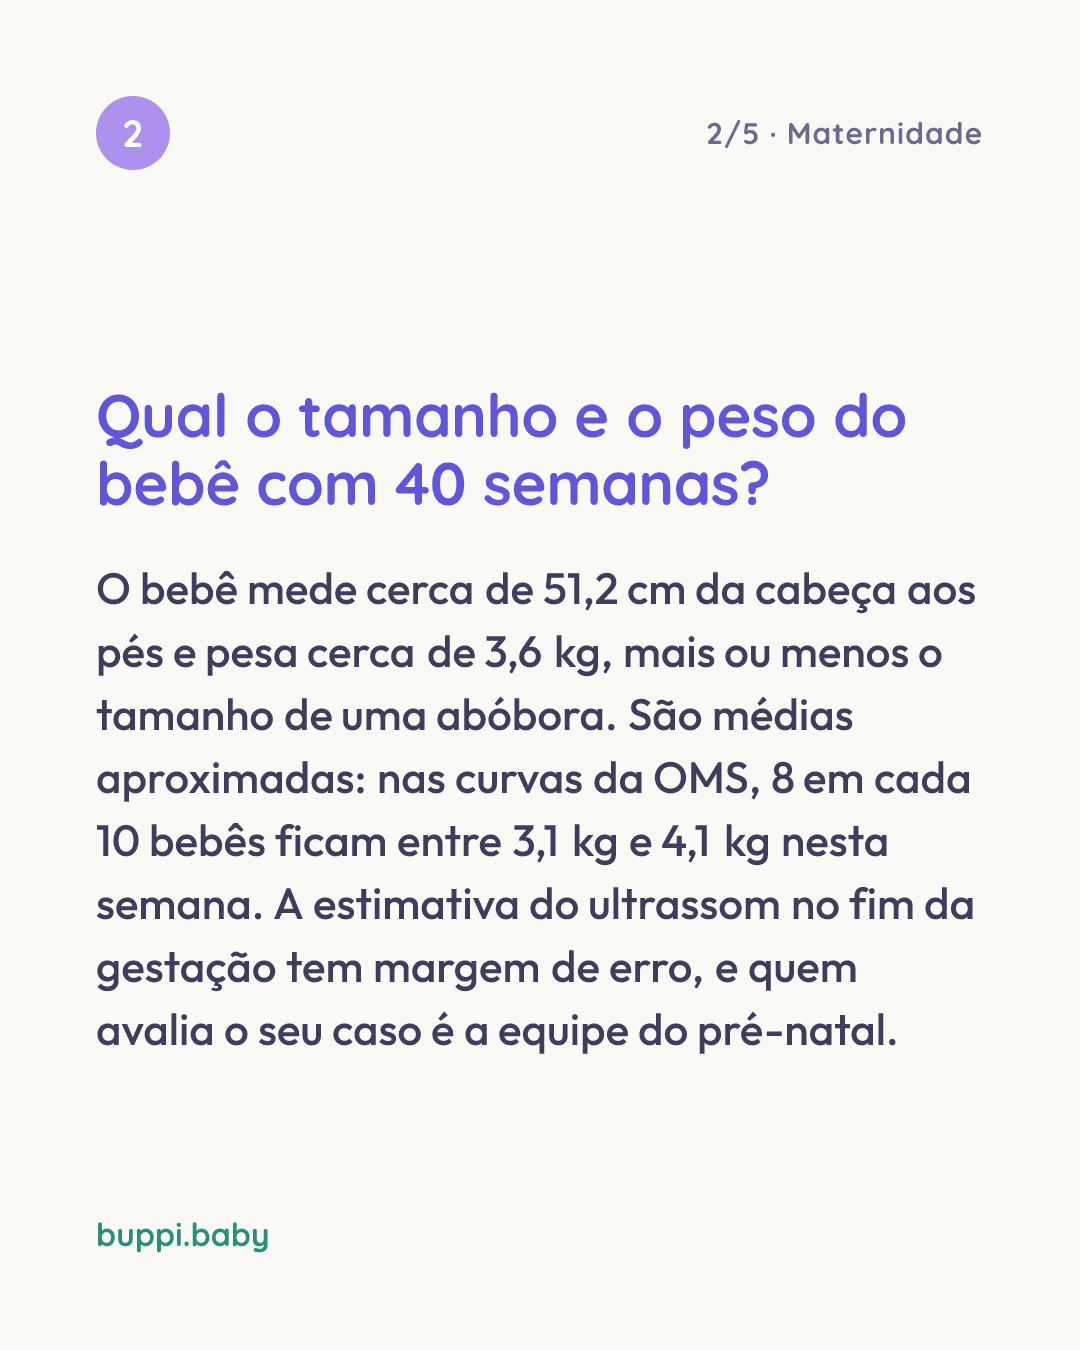 2
2/5 · Maternidade
Qual o tamanho e o peso do
bebê com 40 semanas?
O bebê mede cerca de 51,2 cm da cabeça aos
pés e pesa cerca de 3,6 kg, mais ou menos o
tamanho de uma abóbora. São médias
aproximadas: nas curvas da OMS, 8 em cada
10 bebês ficam entre 3,1 kg e 4,1 kg nesta
semana. A estimativa do ultrassom no fim da
gestação tem margem de erro, e quem
avalia o seu caso é a equipe do pré-natal.
buppi.baby